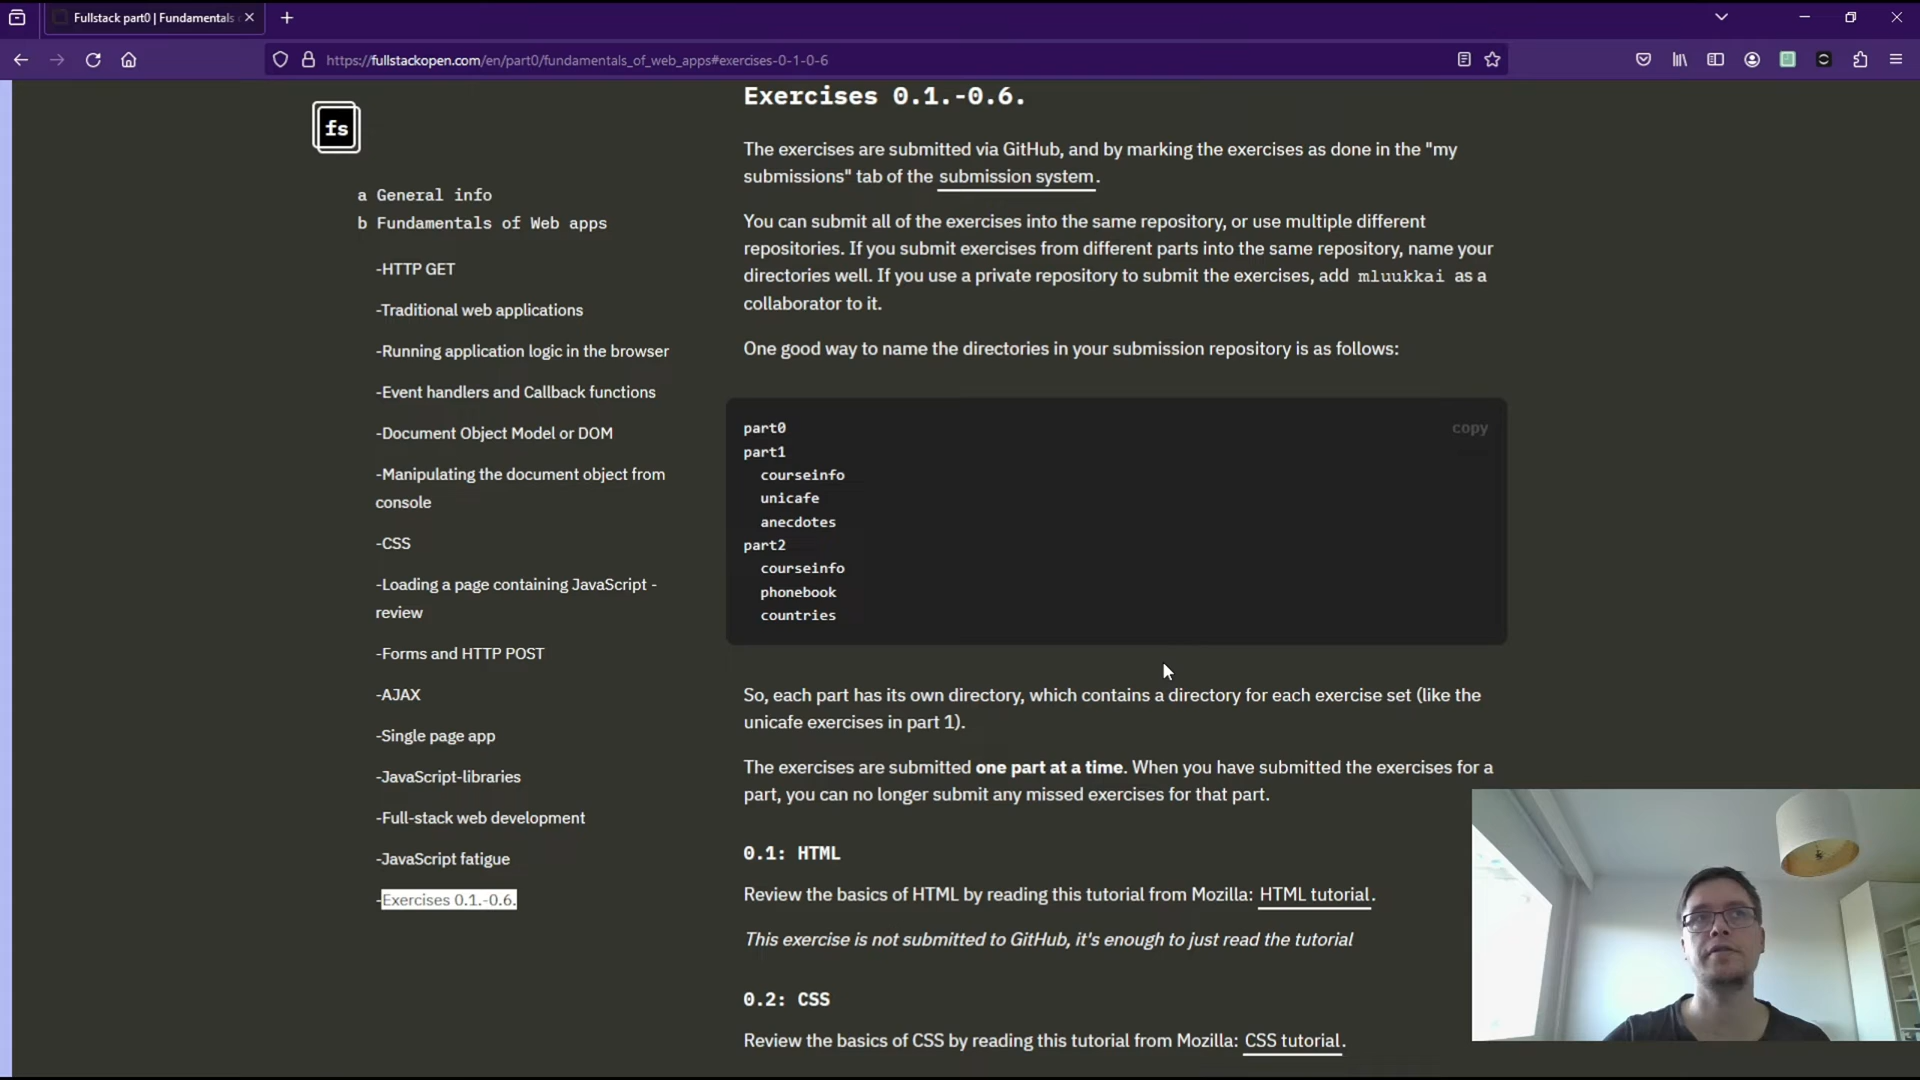 Fullstack part0 | Fundamentals
https://fullstackopen.com/en/part0/fundamentals_of_web_apps#exercises-0-1-0-6
fs
a General info
b Fundamentals of Web apps
-HTTP GET
-Traditional web applications
-Running application logic in the browser
-Event handlers and Callback functions
-Document Object Model or DOM
-Manipulating the document object from
console
-CSS
-Loading a page containing JavaScript -
review
-Forms and HTTP POST
-AJAX
-Single page app
-JavaScript-libraries
-Full-stack web development
-JavaScript fatigue
-Exercises 0.1.-0.6.
Exercises 0.1.-0.6.
The exercises are submitted via GitHub, and by marking the exercises as done in the "my
submissions" tab of the submission system.
You can submit all of the exercises into the same repository, or use multiple different
repositories. If you submit exercises from different parts into the same repository, name your
directories well. If you use a private repository to submit the exercises, add mluukkai as a
collaborator to it.
One good way to name the directories in your submission repository is as follows:
copy
part0
part1
courseinfo
unicafe
anecdotes
part2
courseinfo
phonebook
countries
So, each part has its own directory, which contains a directory for each exercise set (like the
unicafe exercises in part 1).
The exercises are submitted one part at a time. When you have submitted the exercises for a
part, you can no longer submit any missed exercises for that part.
0.1: HTML
Review the basics of HTML by reading this tutorial from Mozilla: HTML tutorial.
This exercise is not submitted to GitHub, it's enough to just read the tutorial
0.2: CSS
Review the basics of CSS by reading this tutorial from Mozilla: CSS tutorial.